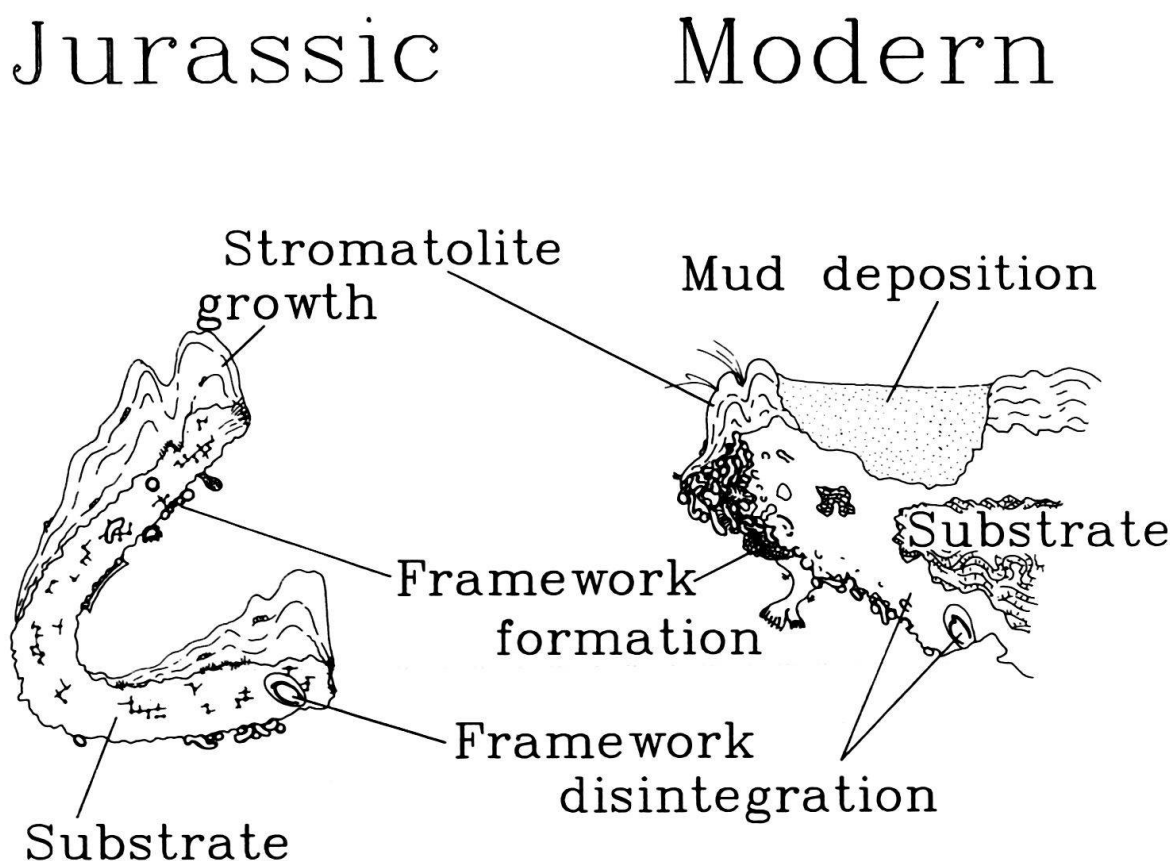 Jurassic
Modern
Stromatolite
growth
Mud deposition
Substrate
Framework
formation
Framework
disintegration
Substrate